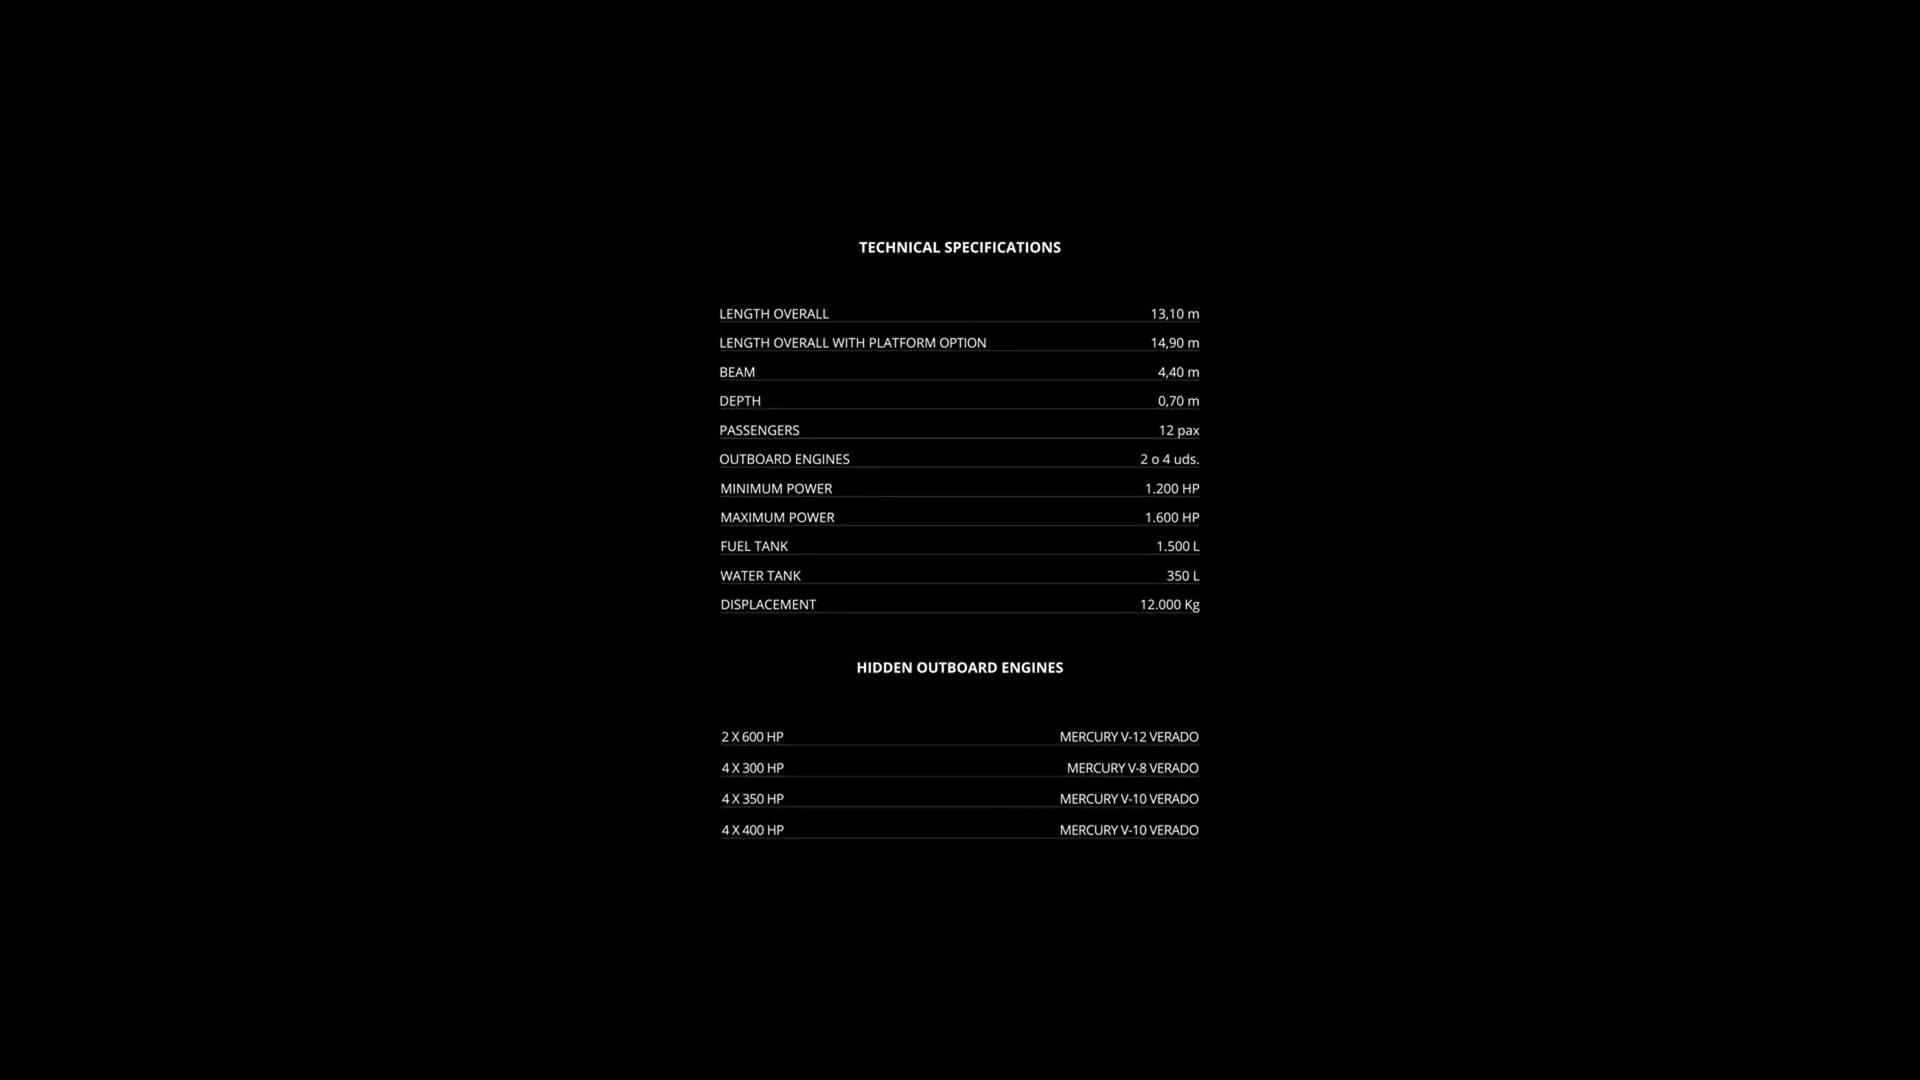 TECHNICAL SPECIFICATIONS
LENGTH OVERALL 13,10 m
LENGTH OVERALL WITH PLATFORM OPTION 14,90 m
BEAM 4,40 m
DEPTH 0,70 m
PASSENGERS 12 pax
OUTBOARD ENGINES 2 o 4 uds.
MINIMUM POWER 1.200 HP
MAXIMUM POWER 1.600 HP
FUEL TANK 1.500 L
WATER TANK 350 L
DISPLACEMENT 12.000 Kg
HIDDEN OUTBOARD ENGINES
2 X 600 HP MERCURY V-12 VERADO
4 X 300 HP MERCURY V-8 VERADO
4 X 350 HP MERCURY V-10 VERADO
4 X 400 HP MERCURY V-10 VERADO